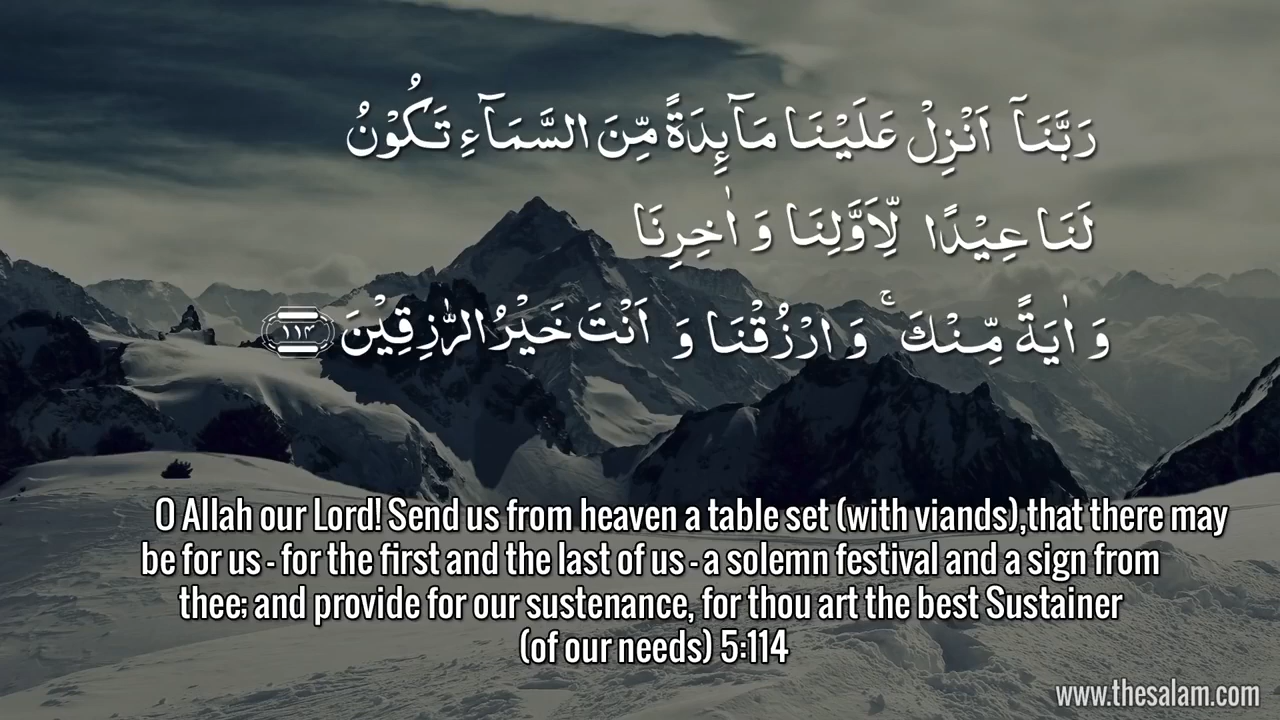 رَبَّنَاۤ اَنْزِلْ عَلَيْنَا مَآئِدَةً مِّنَ السَّمَآءِ تَكُوْنُ
لَنَا عِيْدًا لِّاَوَّلِنَا وَ اٰخِرِنَا
وَ اٰيَةً مِّنْكَ ۚ وَ ارْزُقْنَا وَ اَنْتَ خَيْرُ الرّٰزِقِيْنَ ۝۱۱۴
O Allah our Lord! Send us from heaven a table set (with viands),that there may
be for us - for the first and the last of us - a solemn festival and a sign from
thee; and provide for our sustenance, for thou art the best Sustainer
(of our needs) 5:114
www.thesalam.com